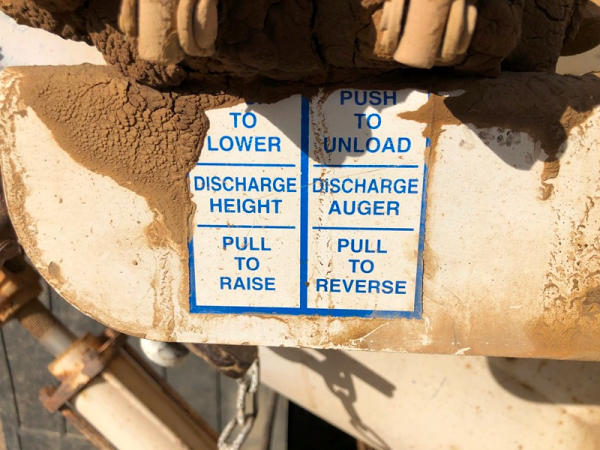 TO
LOWER
DISCHARGE
HEIGHT
PULL
TO
RAISE
PUSH
TO
UNLOAD
DISCHARGE
AUGER
PULL
TO
REVERSE